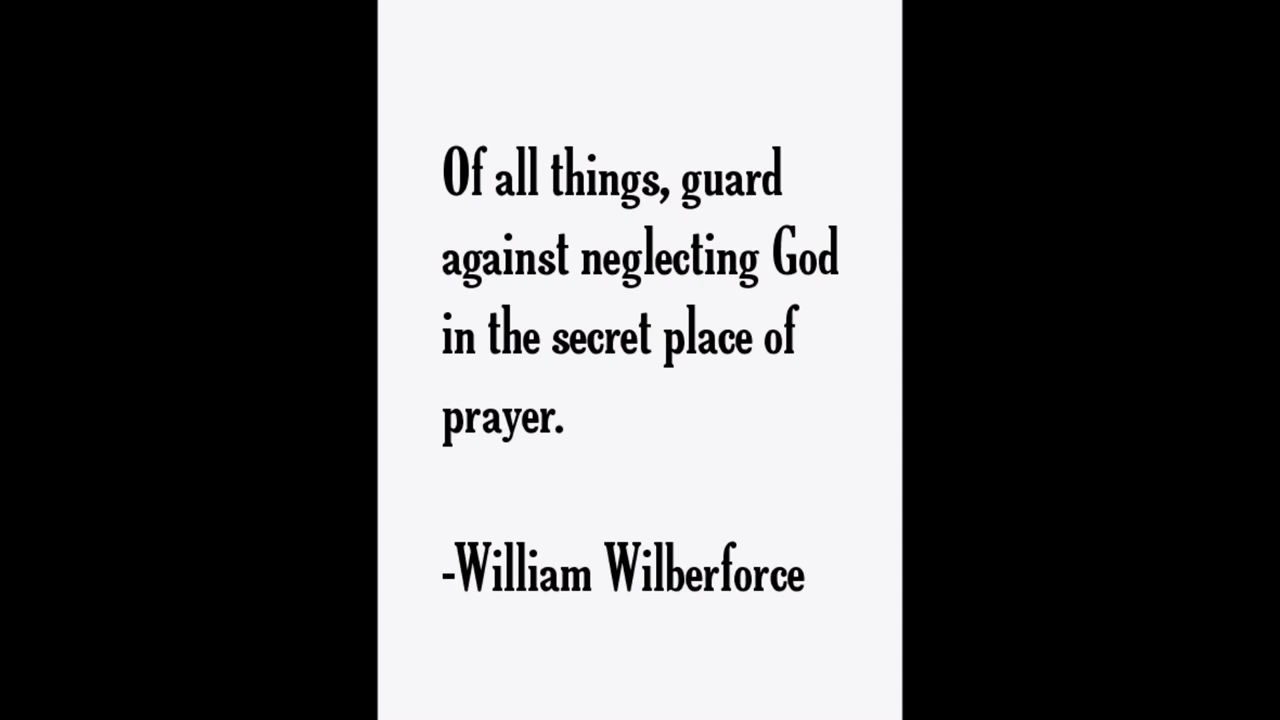 Of all things, guard
against neglecting God
in the secret place of
prayer.
-William Wilberforce